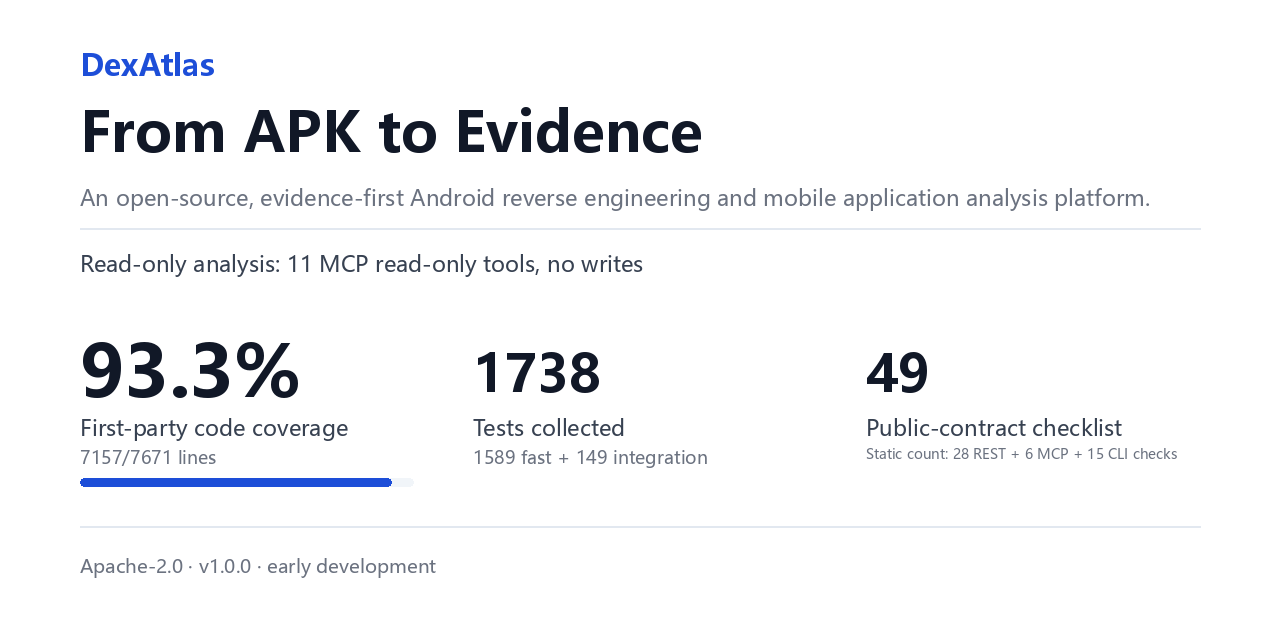 DexAtlas
From APK to Evidence
An open-source, evidence-first Android reverse engineering and mobile application analysis platform.
Read-only analysis: 11 MCP read-only tools, no writes
93.3%
First-party code coverage
7157/7671 lines
1738
Tests collected
1589 fast + 149 integration
49
Public-contract checklist
Static count: 28 REST + 6 MCP + 15 CLI checks
Apache-2.0 · v1.0.0 · early development